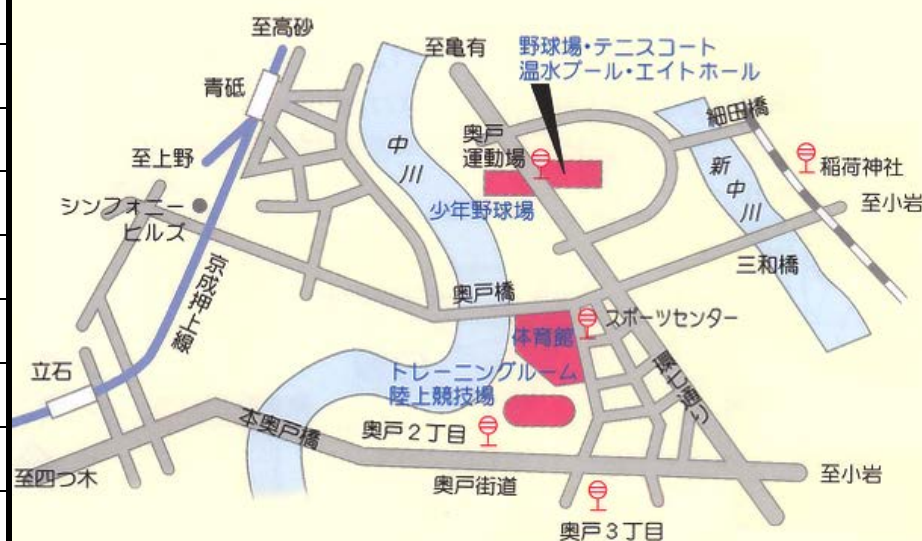 至高砂
至亀有
野球場・テニスコート
温水プール・エイトホール
青砥
中川
奥戸
運動場
細田橋
至上野
新中川
稲荷神社
シンフォニー
ヒルズ
少年野球場
至小岩
京成押上線
奥戸橋
三和橋
体育館
スポーツセンター
立石
トレーニングルーム
陸上競技場
環七通り
本奥戸橋
奥戸2丁目
至四つ木
奥戸街道
至小岩
奥戸3丁目